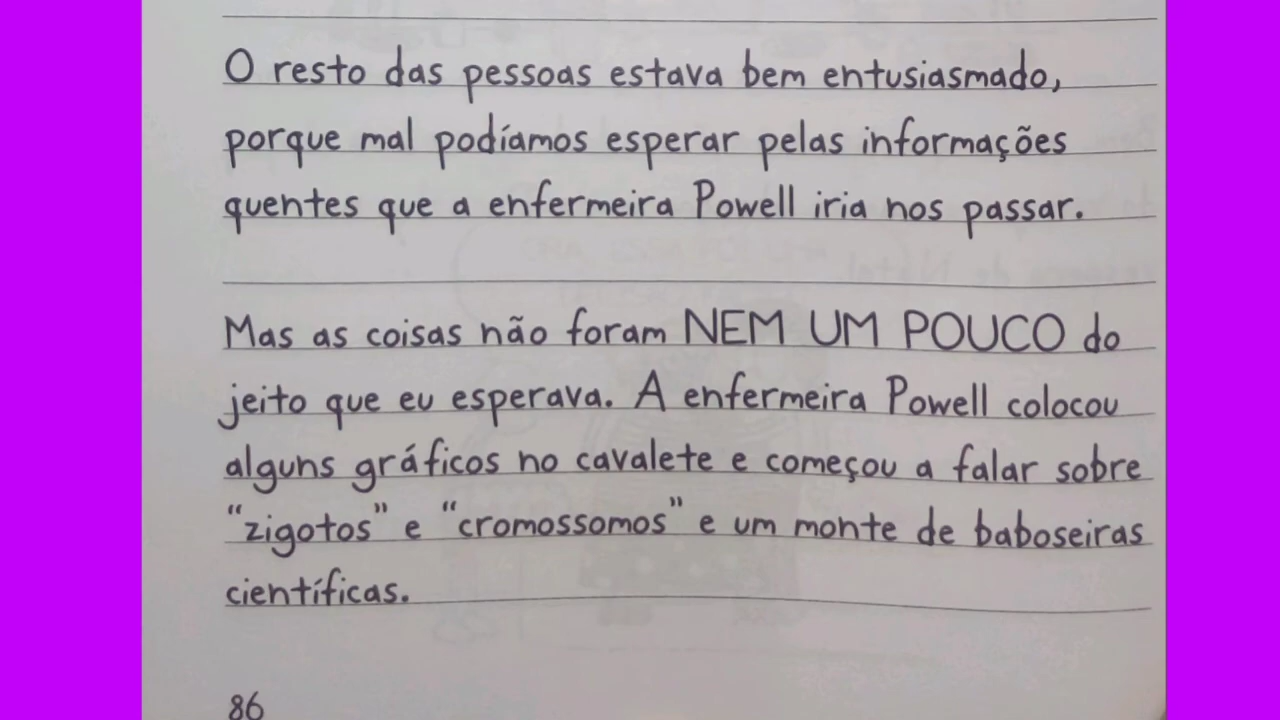 O resto das pessoas estava bem entusiasmado,
porque mal podíamos esperar pelas informações
quentes que a enfermeira Powell iria nos passar.
Mas as coisas não foram NEM UM POUCO do
jeito que eu esperava. A enfermeira Powell colocou
alguns gráficos no cavalete e começou a falar sobre
“zigotos” e “cromossomos” e um monte de baboseiras
científicas.
86